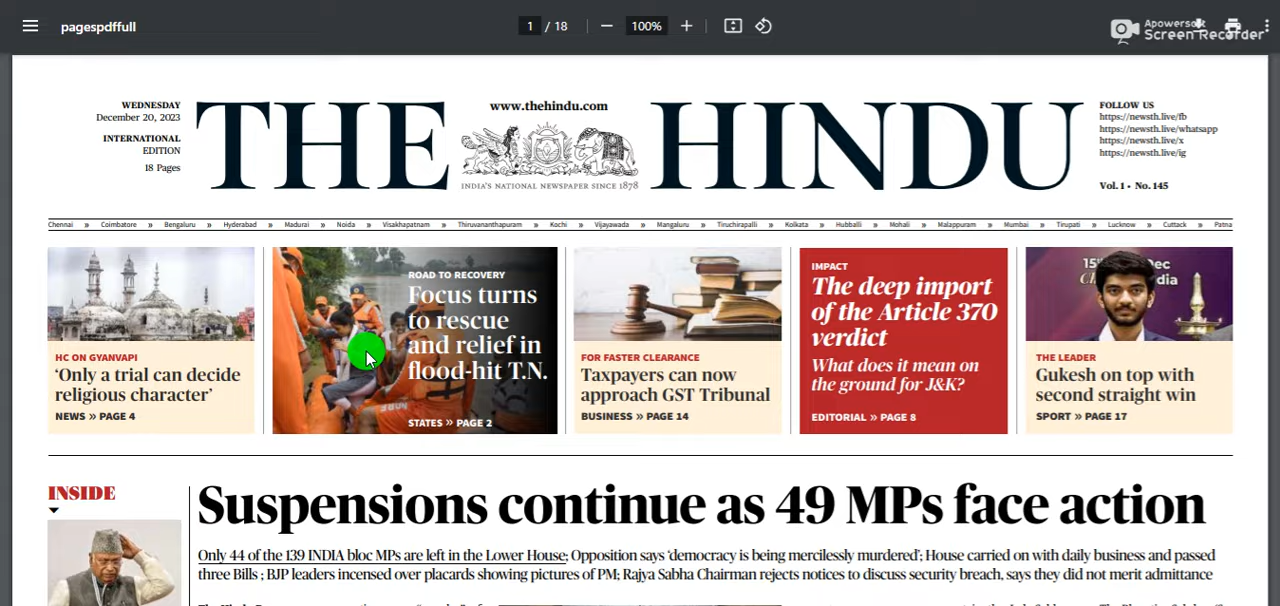 pagespdffull
1 / 18
100%
Apowersoft
Screen Recorder
WEDNESDAY
December 20, 2023
INTERNATIONAL
EDITION
18 Pages
THE HINDU
www.thehindu.com
INDIA'S NATIONAL NEWSPAPER SINCE 1878
FOLLOW US
https://newsth.live/fb
https://newsth.live/whatsapp
https://newsth.live/x
https://newsth.live/ig
Vol. 1 • No. 145
Chennai » Coimbatore » Bengaluru » Hyderabad » Madurai » Noida » Visakhapatnam » Thiruvananthapuram » Kochi » Vijayawada » Mangaluru » Tiruchirapalli » Kolkata » Hubballi » Mohali » Malappuram » Mumbai » Tirupati » Lucknow » Cuttack » Patna
HC ON GYANVAPI
‘Only a trial can decide
religious character’
NEWS » PAGE 4
ROAD TO RECOVERY
Focus turns
to rescue
and relief in
flood-hit T.N.
STATES » PAGE 2
FOR FASTER CLEARANCE
Taxpayers can now
approach GST Tribunal
BUSINESS » PAGE 14
IMPACT
The deep import
of the Article 370
verdict
What does it mean on
the ground for J&K?
EDITORIAL » PAGE 8
THE LEADER
Gukesh on top with
second straight win
SPORT » PAGE 17
INSIDE
Suspensions continue as 49 MPs face action
Only 44 of the 139 INDIA bloc MPs are left in the Lower House; Opposition says ‘democracy is being mercilessly murdered’; House carried on with daily business and passed
three Bills ; BJP leaders incensed over placards showing pictures of PM; Rajya Sabha Chairman rejects notices to discuss security breach, says they did not merit admittance